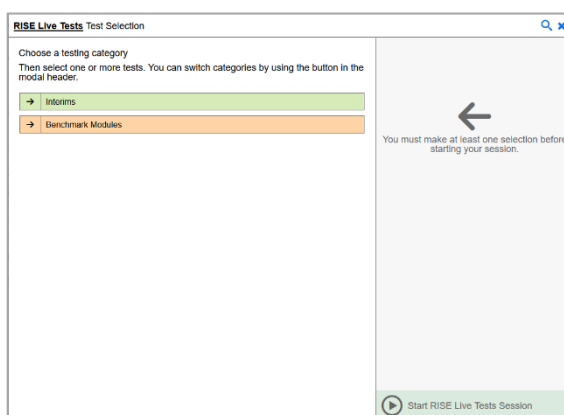 RISE Live Tests Test Selection
Choose a testing category
Then select one or more tests. You can switch categories by using the button in the
modal header.
Interims
Benchmark Modules
You must make at least one selection before
starting your session.
Start RISE Live Tests Session